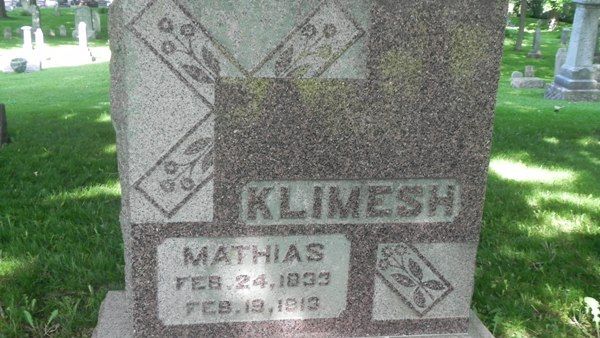 KLIMESH
MATHIAS
FEB. 24, 1833
FEB. 19, 1913